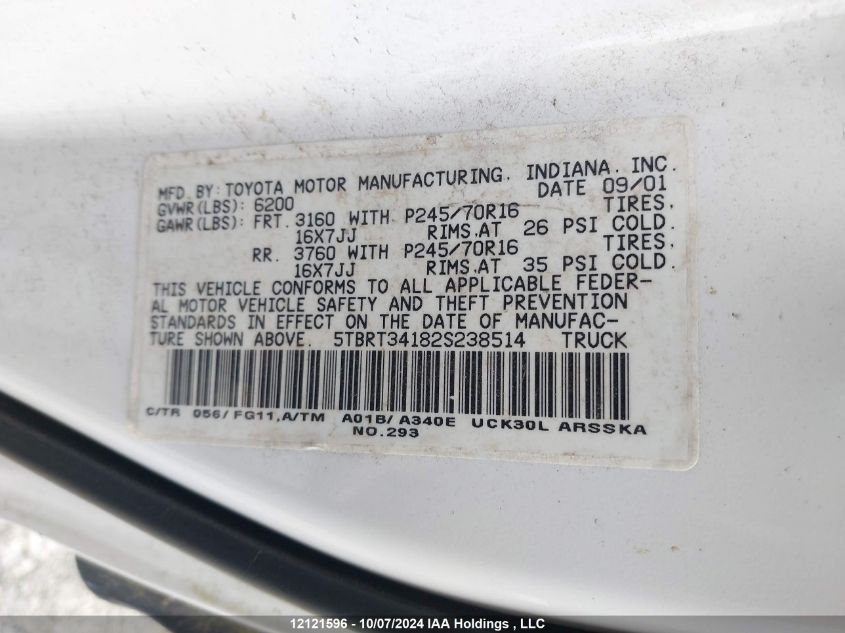 MFD. BY: TOYOTA MOTOR MANUFACTURING, INDIANA, INC.
GVWR(LBS): 6200 DATE 09/01
GAWR(LBS): FRT. 3160 WITH P245/70R16 TIRES,
16X7JJ RIMS,AT 26 PSI COLD.
RR. 3760 WITH P245/70R16 TIRES,
16X7JJ RIMS,AT 35 PSI COLD.
THIS VEHICLE CONFORMS TO ALL APPLICABLE FEDER-
AL MOTOR VEHICLE SAFETY AND THEFT PREVENTION
STANDARDS IN EFFECT ON THE DATE OF MANUFAC-
TURE SHOWN ABOVE. 5TBRT34182S238514 TRUCK
C/TR 056/FG11,A/TM A01B/A340E UCK30L ARSSKA
NO.293
12121596 - 10/07/2024 IAA Holdings , LLC